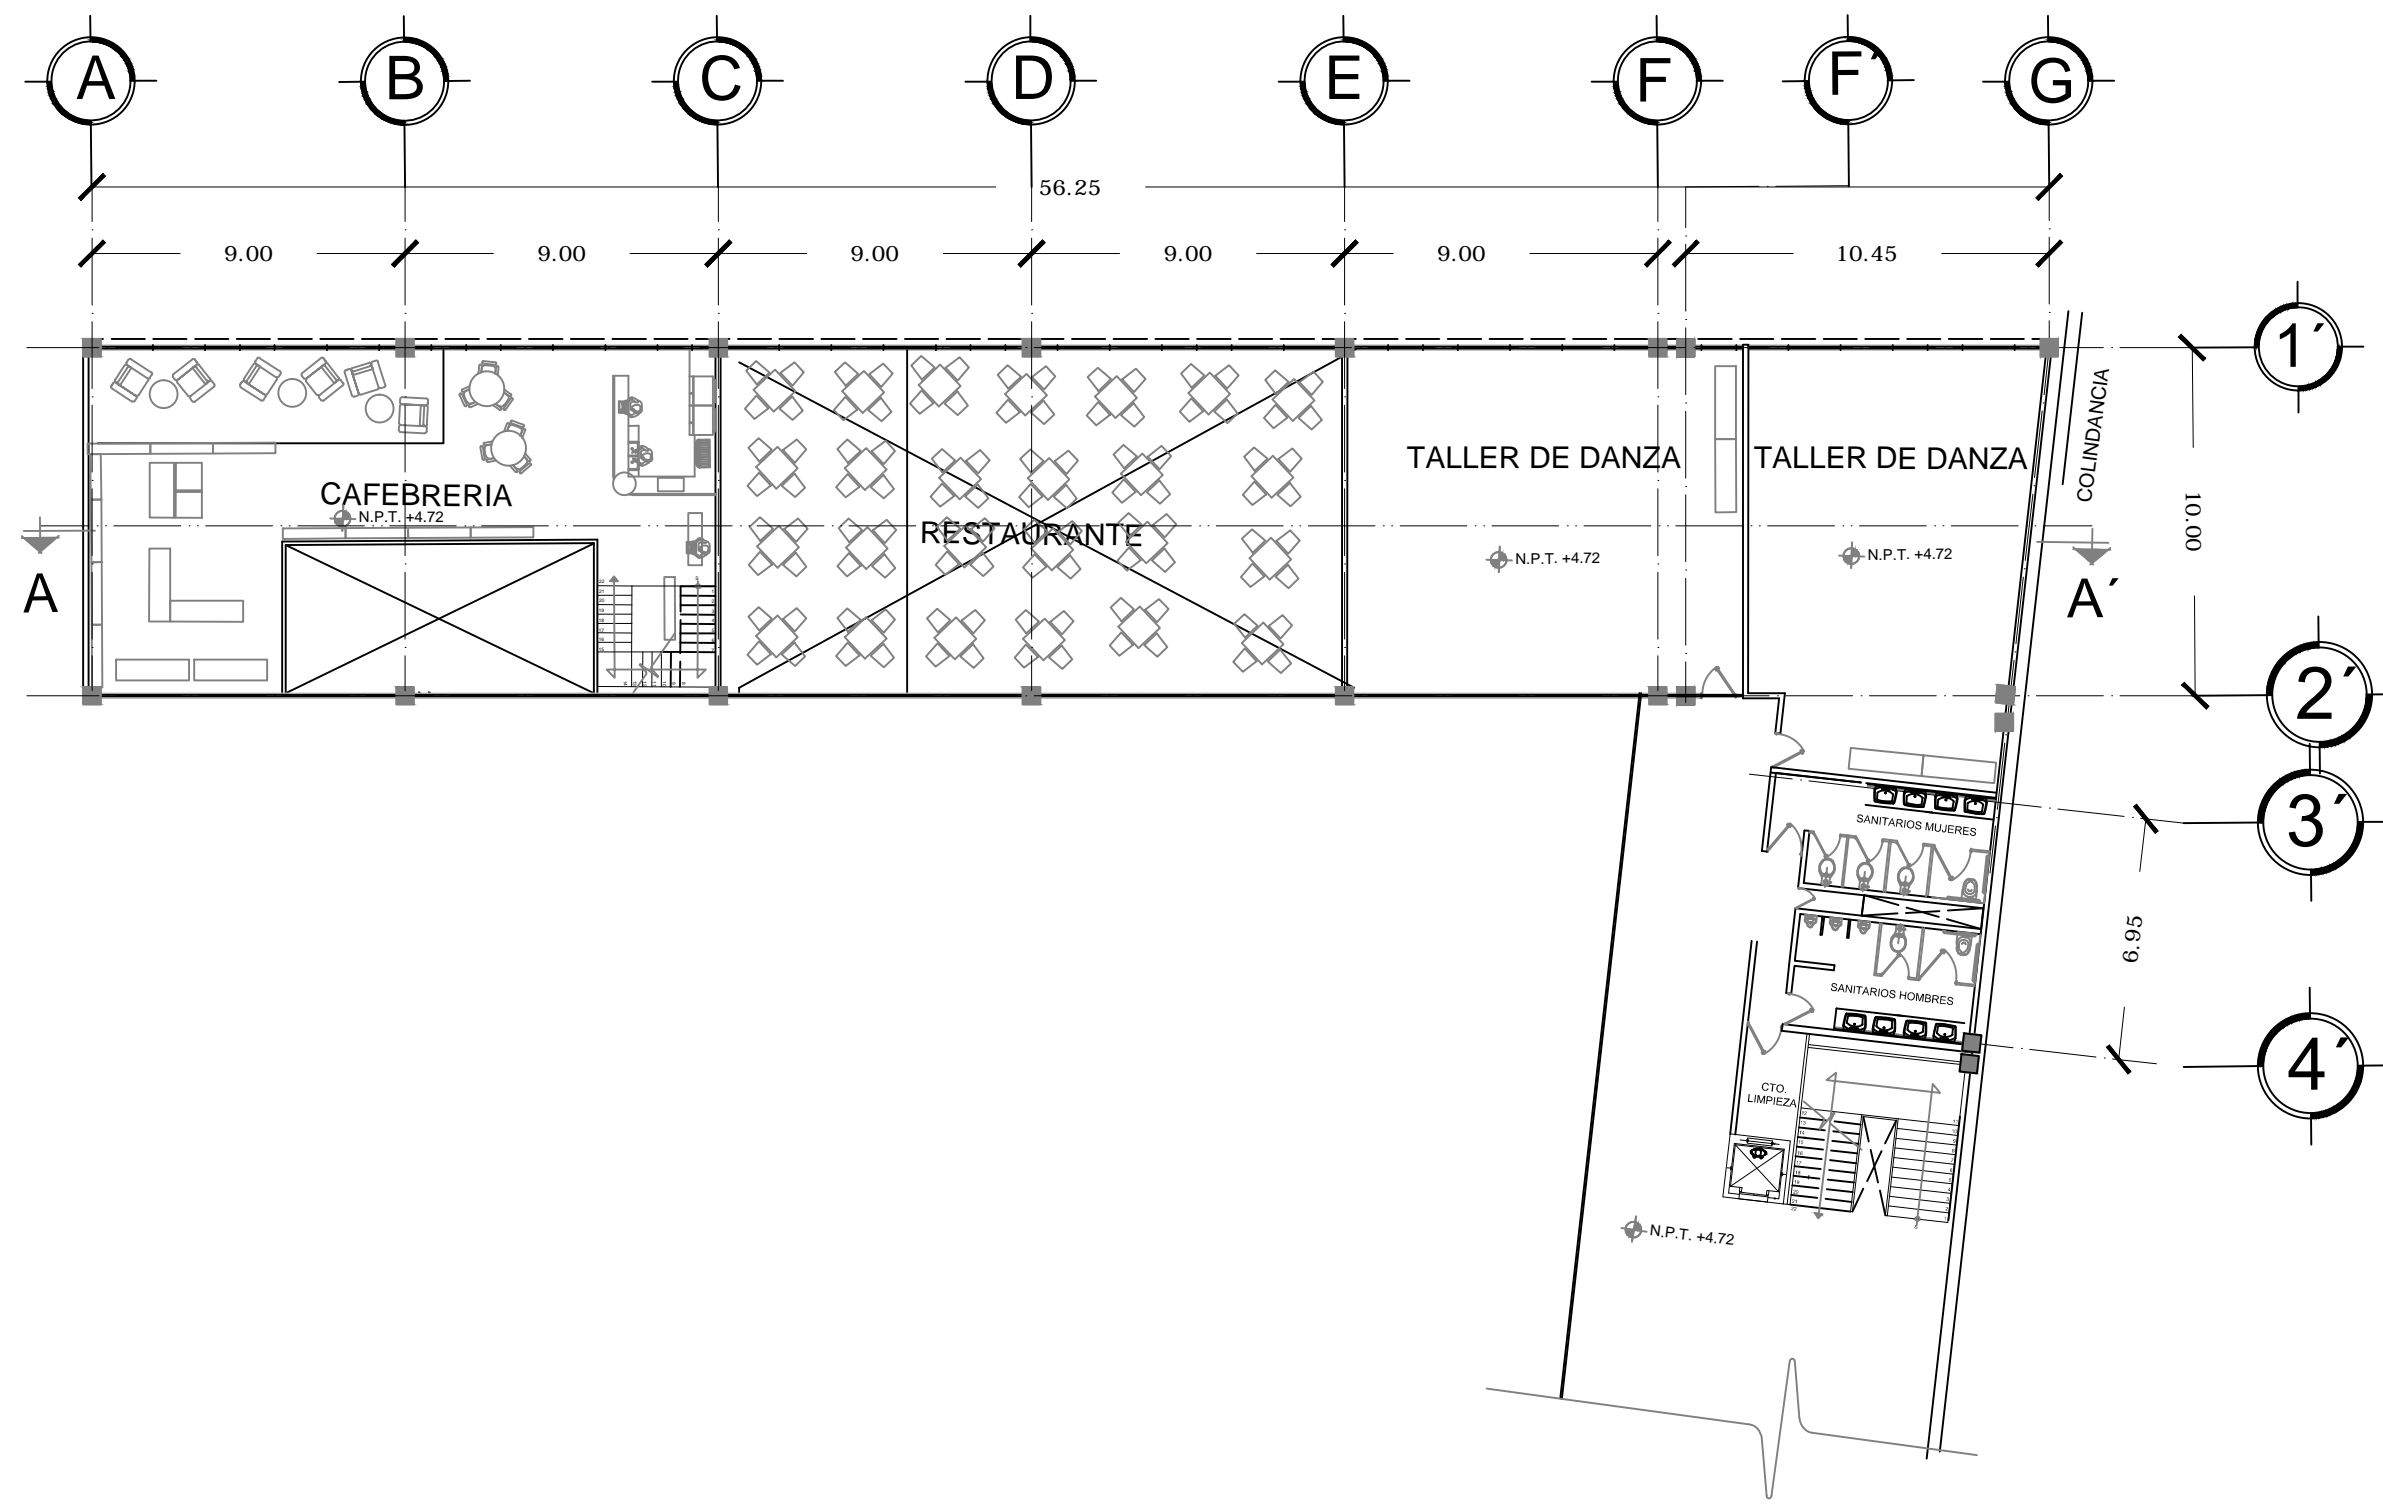 A B C D E F F´ G
56.25
9.00 9.00 9.00 9.00 9.00 10.45
1´
COLINDANCIA
TALLER DE DANZA TALLER DE DANZA
CAFEBRERIA
N.P.T. +4.72
10.00
RESTAURANTE
N.P.T. +4.72 N.P.T. +4.72
A A´
2´
3´
SANITARIOS MUJERES
6.95
SANITARIOS HOMBRES
4´
CTO.
LIMPIEZA
N.P.T. +4.72